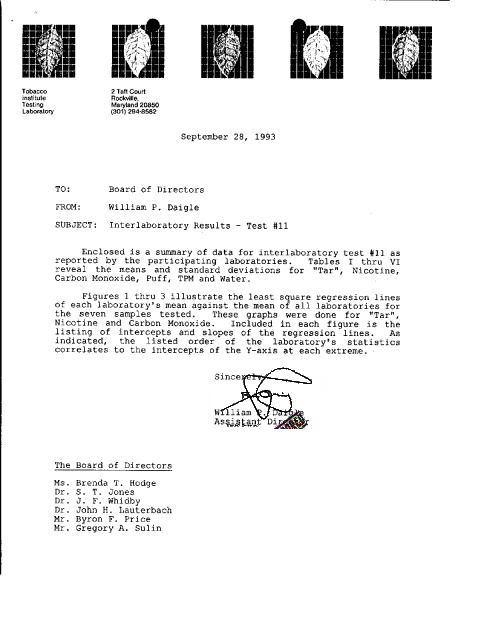 Tobacco
Institute
Testing
Laboratory
2 Taft Court
Rockville,
Maryland 20850
(301) 294-8562
September 28, 1993
TO: Board of Directors
FROM: William P. Daigle
SUBJECT: Interlaboratory Results - Test #11
Enclosed is a summary of data for interlaboratory test #11 as
reported by the participating laboratories. Tables I thru VI
reveal the means and standard deviations for "Tar", Nicotine,
Carbon Monoxide, Puff, TPM and Water.
Figures 1 thru 3 illustrate the least square regression lines
of each laboratory's mean against the mean of all laboratories for
the seven samples tested. These graphs were done for "Tar",
Nicotine and Carbon Monoxide. Included in each figure is the
listing of intercepts and slopes of the regression lines. As
indicated, the listed order of the laboratory's statistics
correlates to the intercepts of the Y-axis at each extreme.
Sincerely
William P. Daigle
Assistant Director
The Board of Directors
Ms. Brenda T. Hodge
Dr. S. T. Jones
Dr. J. F. Whidby
Dr. John H. Lauterbach
Mr. Byron F. Price
Mr. Gregory A. Sulin